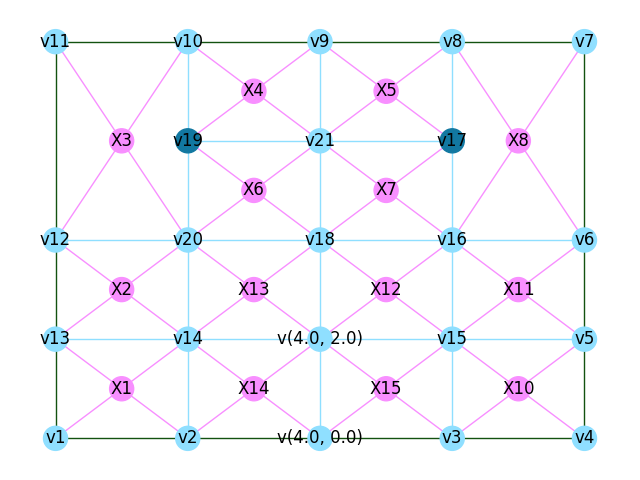 v11 v10 v9 v8 v7
X4 X5
X3 v19 v21 v17 X8
X6 X7
v12 v20 v18 v16 v6
X2 X13 X12 X11
v13 v14 v(4.0, 2.0) v15 v5
X1 X14 X15 X10
v1 v2 v(4.0, 0.0) v3 v4